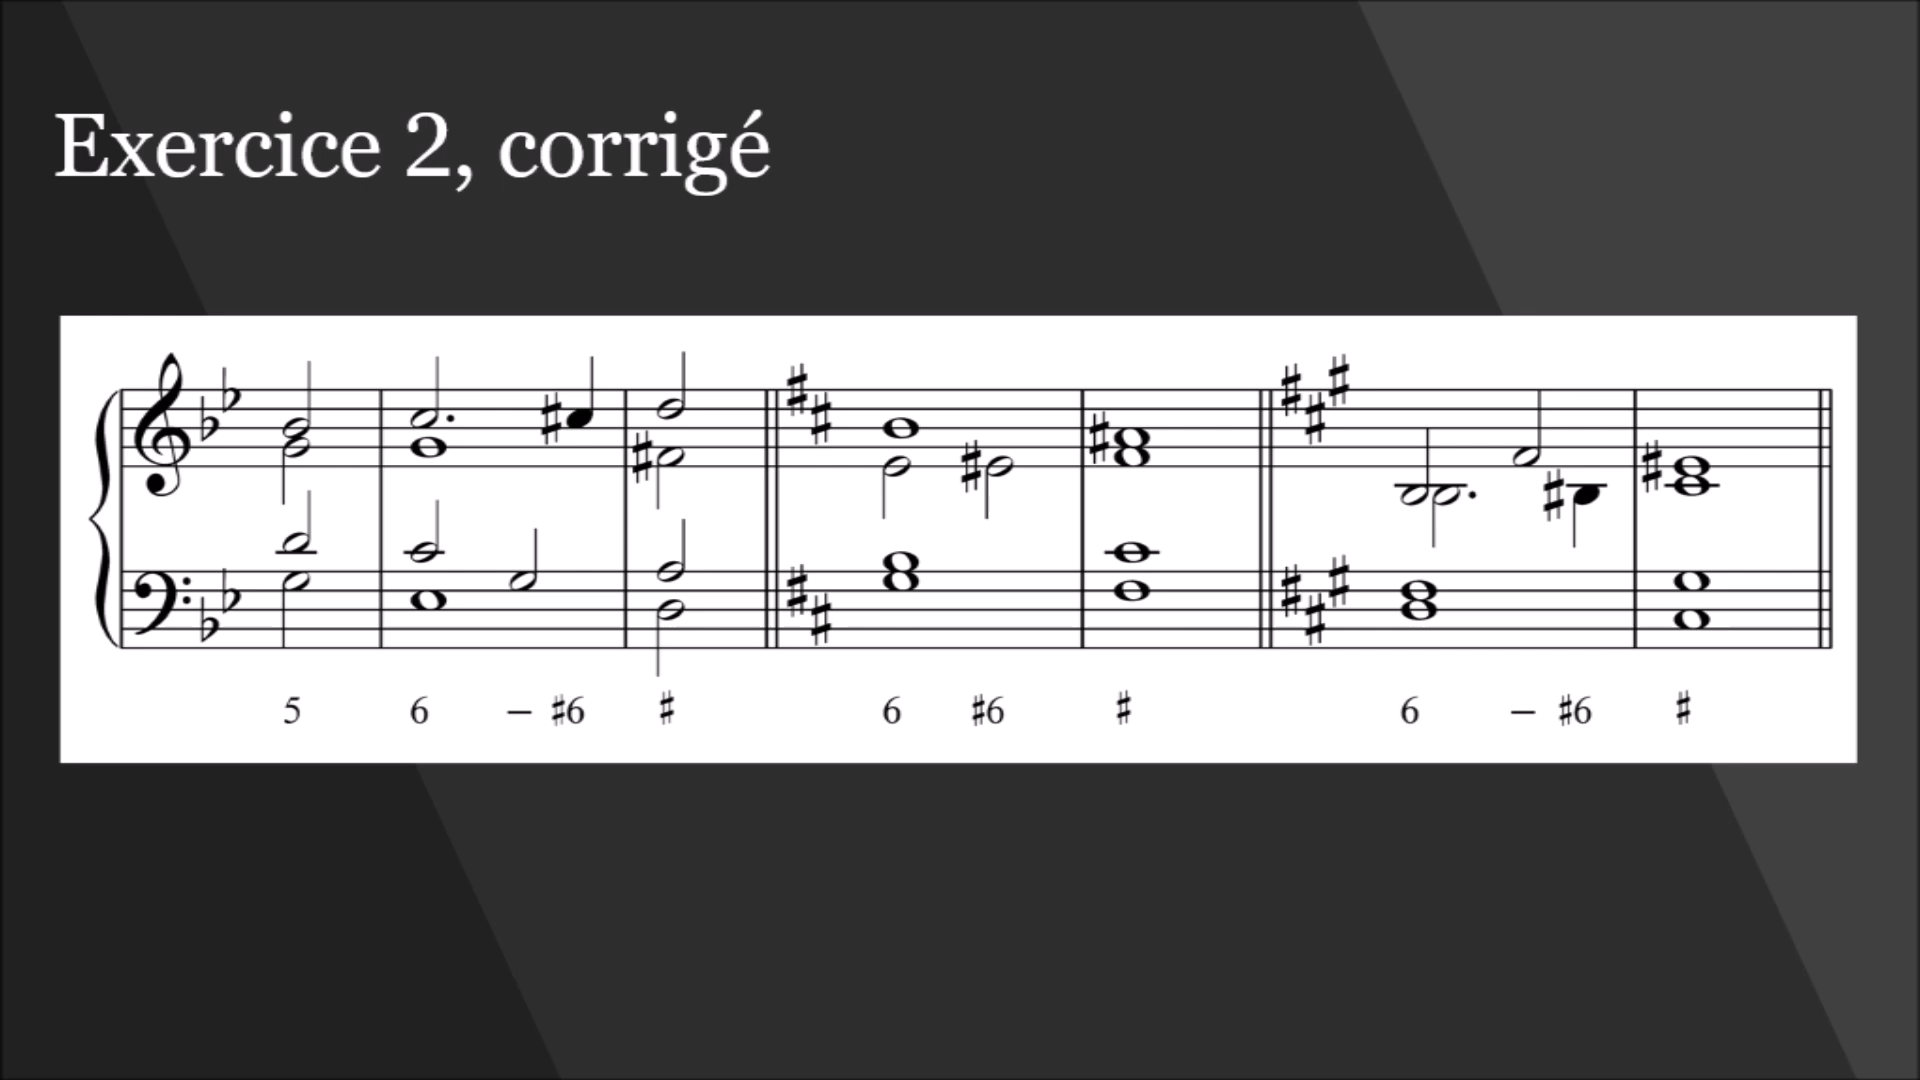 Exercice 2, corrigé
5 6 – ♯6 ♯ 6 ♯6 ♯ 6 – ♯6 ♯